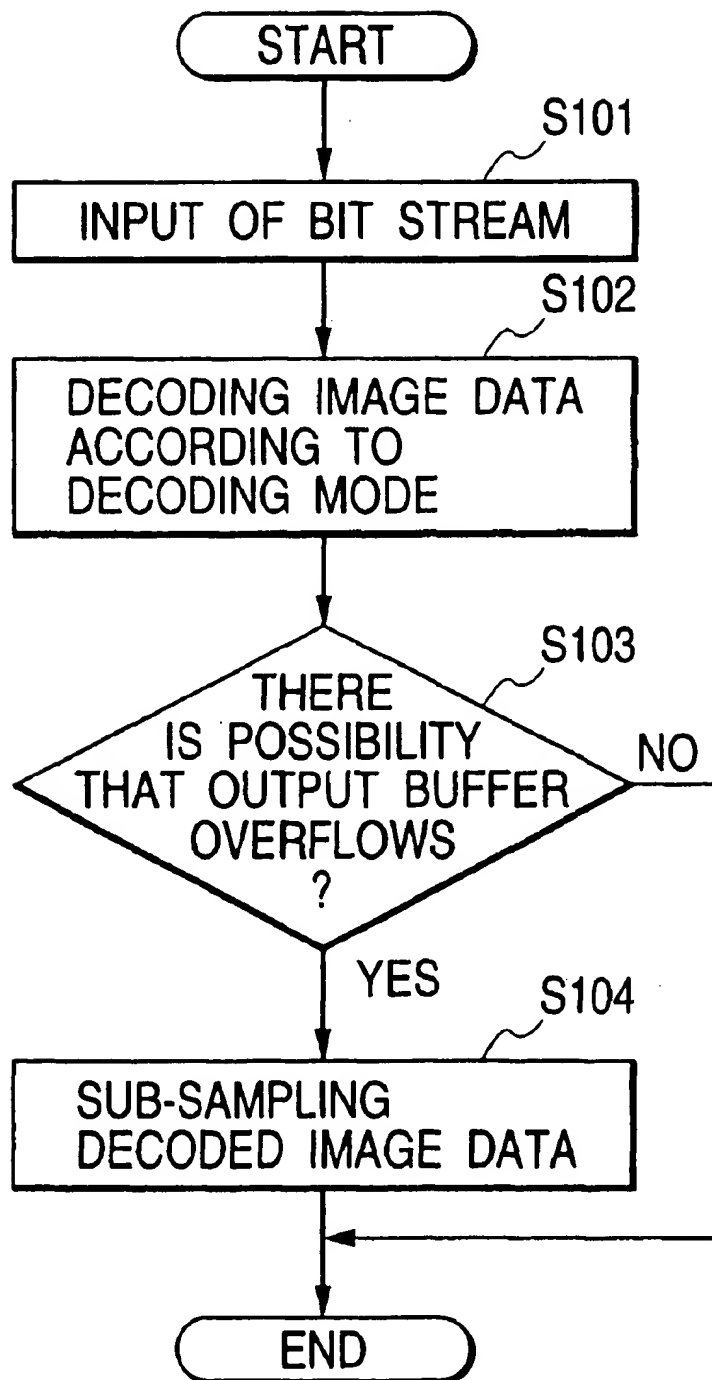 START
S101
INPUT OF BIT STREAM
S102
DECODING IMAGE DATA
ACCORDING TO
DECODING MODE
S103
THERE
IS POSSIBILITY
THAT OUTPUT BUFFER
OVERFLOWS
?
NO
YES
S104
SUB-SAMPLING
DECODED IMAGE DATA
END